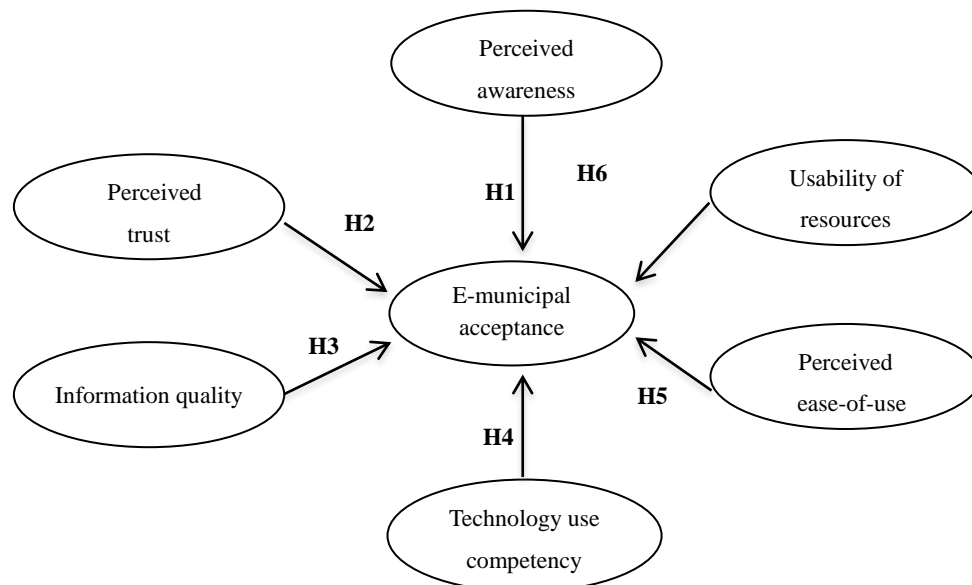 Perceived
awareness
H6
H1
Usability of
resources
Perceived
trust
H2
E-municipal
acceptance
H3
Information quality
Perceived
ease-of-use
H5
H4
Technology use
competency